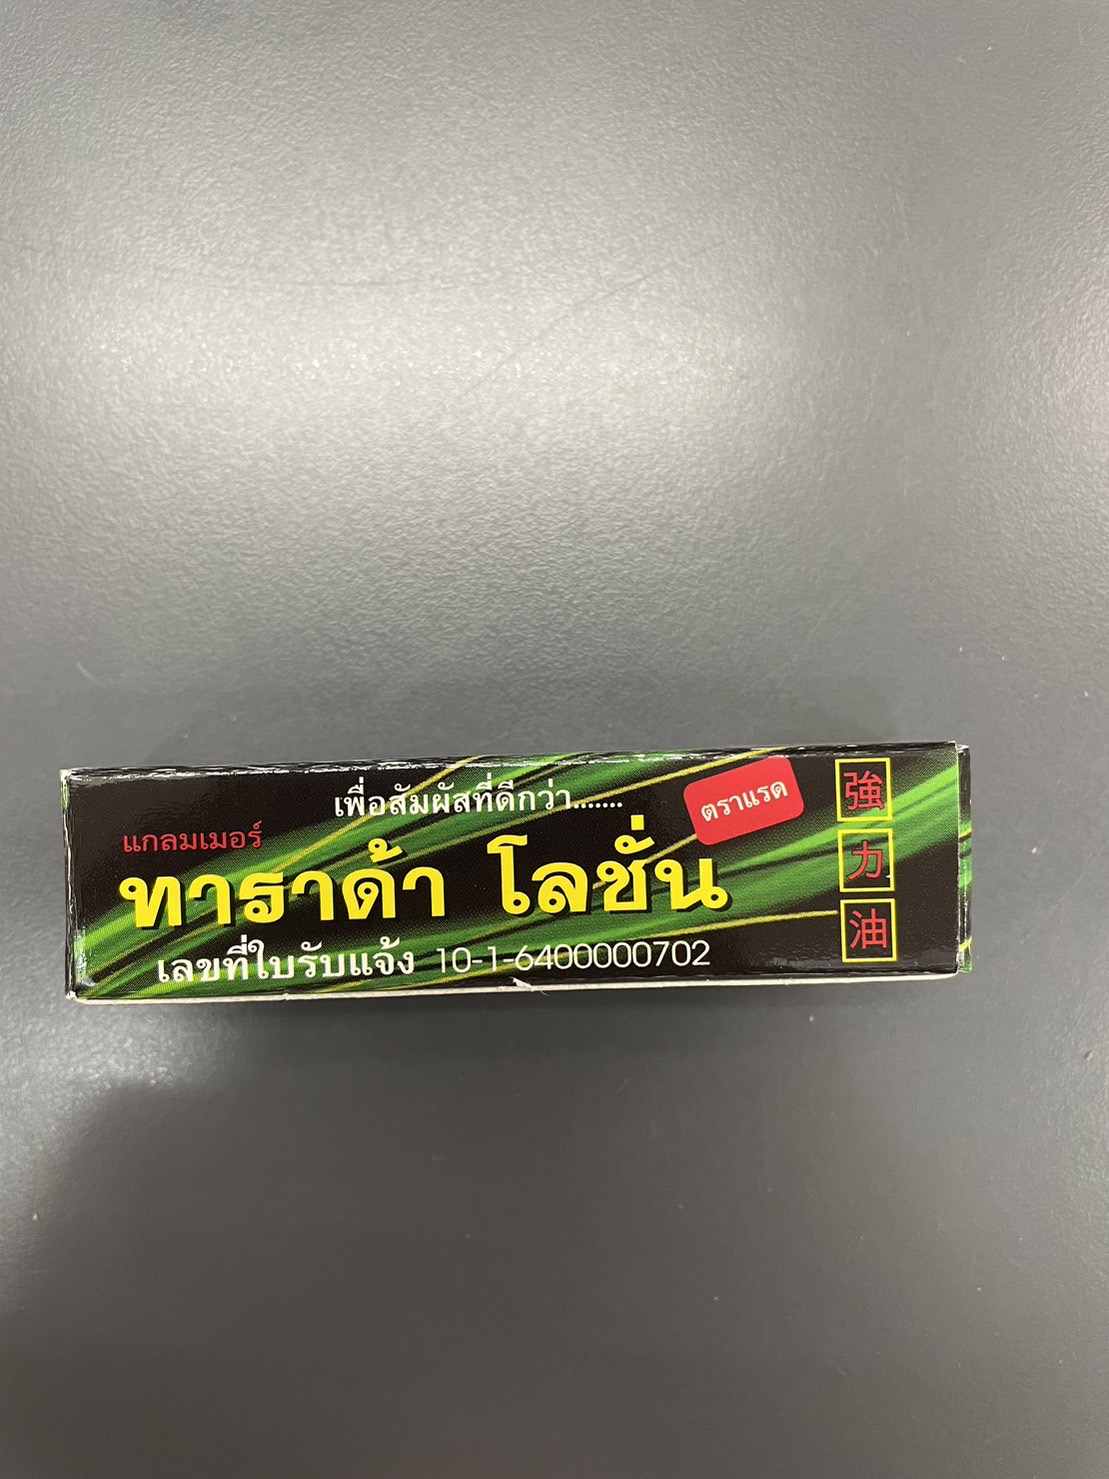 เพื่อสัมผัสที่ดีกว่า.......
ตราแรด
แกลมเมอร์
ทาราด้า โลชั่น
เลขที่ใบรับแจ้ง 10-1-6400000702
強
力
油